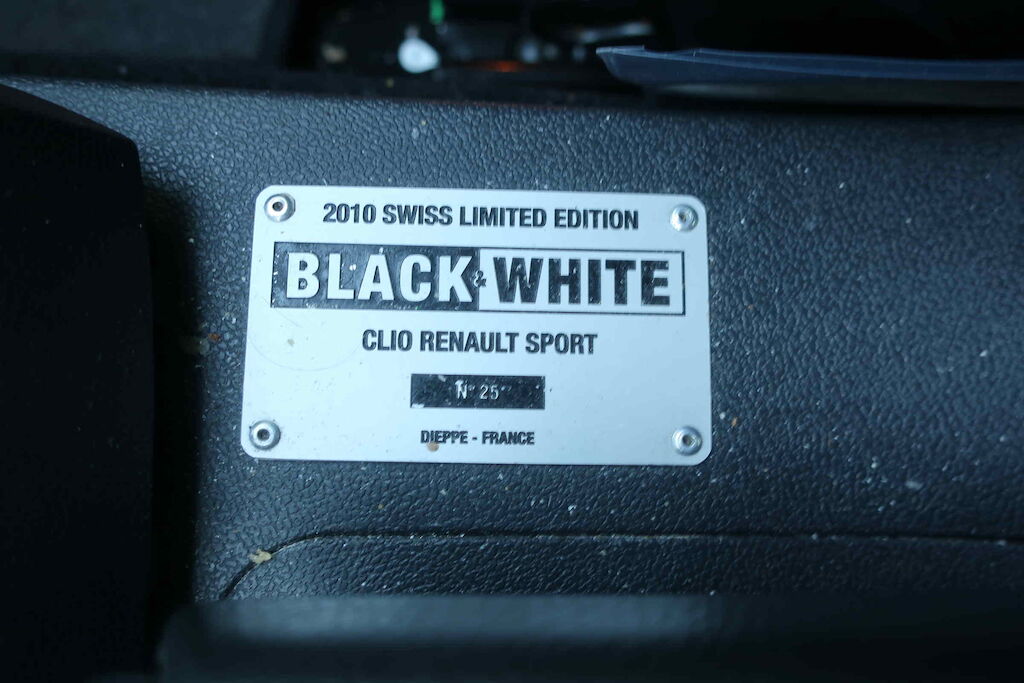 2010 SWISS LIMITED EDITION
BLACK & WHITE
CLIO RENAULT SPORT
N° 25
DIEPPE - FRANCE